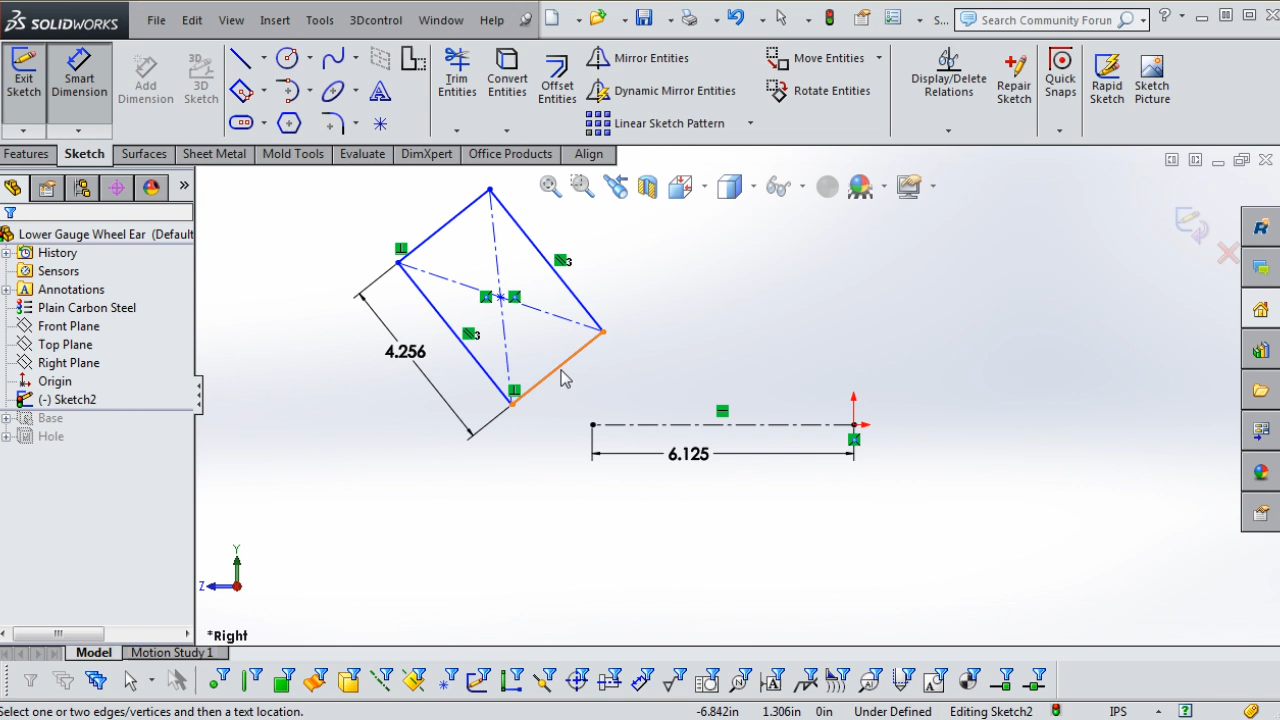 SOLIDWORKS File Edit View Insert Tools 3Dcontrol Window Help S... Search Community Forun
Exit Sketch
Smart Dimension
Add Dimension
3D Sketch
Trim Entities
Convert Entities
Offset Entities
Mirror Entities
Dynamic Mirror Entities
Linear Sketch Pattern
Move Entities
Rotate Entities
Display/Delete Relations
Repair Sketch
Quick Snaps
Rapid Sketch
Sketch Picture
Features Sketch Surfaces Sheet Metal Mold Tools Evaluate DimXpert Office Products Align
Lower Gauge Wheel Ear (Default
History
Sensors
Annotations
Plain Carbon Steel
Front Plane
Top Plane
Right Plane
Origin
(-) Sketch2
Base
Hole
3
3
4.256
6.125
Y
Z
*Right
Model Motion Study 1
Select one or two edges/vertices and then a text location. -6.842in 1.306in 0in Under Defined Editing Sketch2 IPS